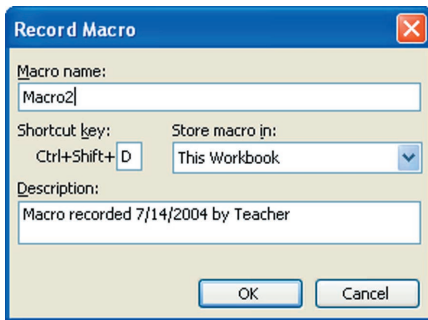 Record Macro
Macro name:
Macro2
Shortcut key: Store macro in:
Ctrl+Shift+ D This Workbook
Description:
Macro recorded 7/14/2004 by Teacher
OK Cancel